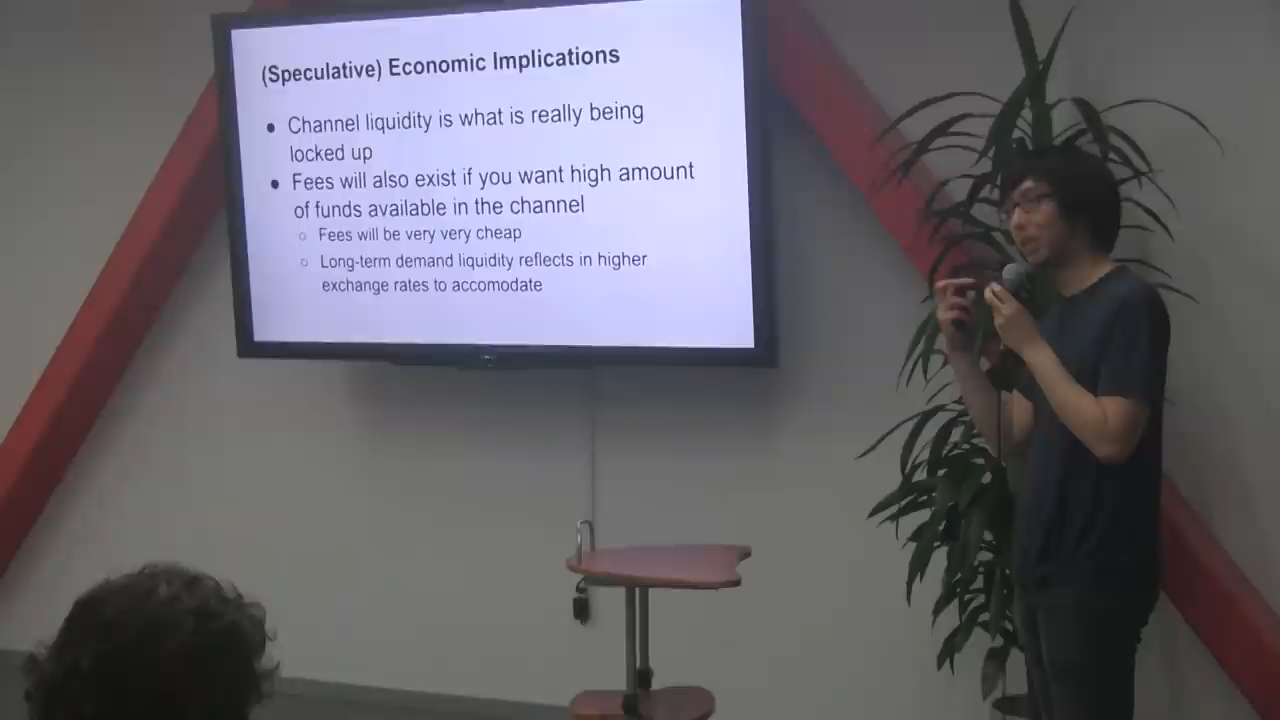 (Speculative) Economic Implications
● Channel liquidity is what is really being
locked up
● Fees will also exist if you want high amount
of funds available in the channel
○ Fees will be very very cheap
○ Long-term demand liquidity reflects in higher
exchange rates to accomodate